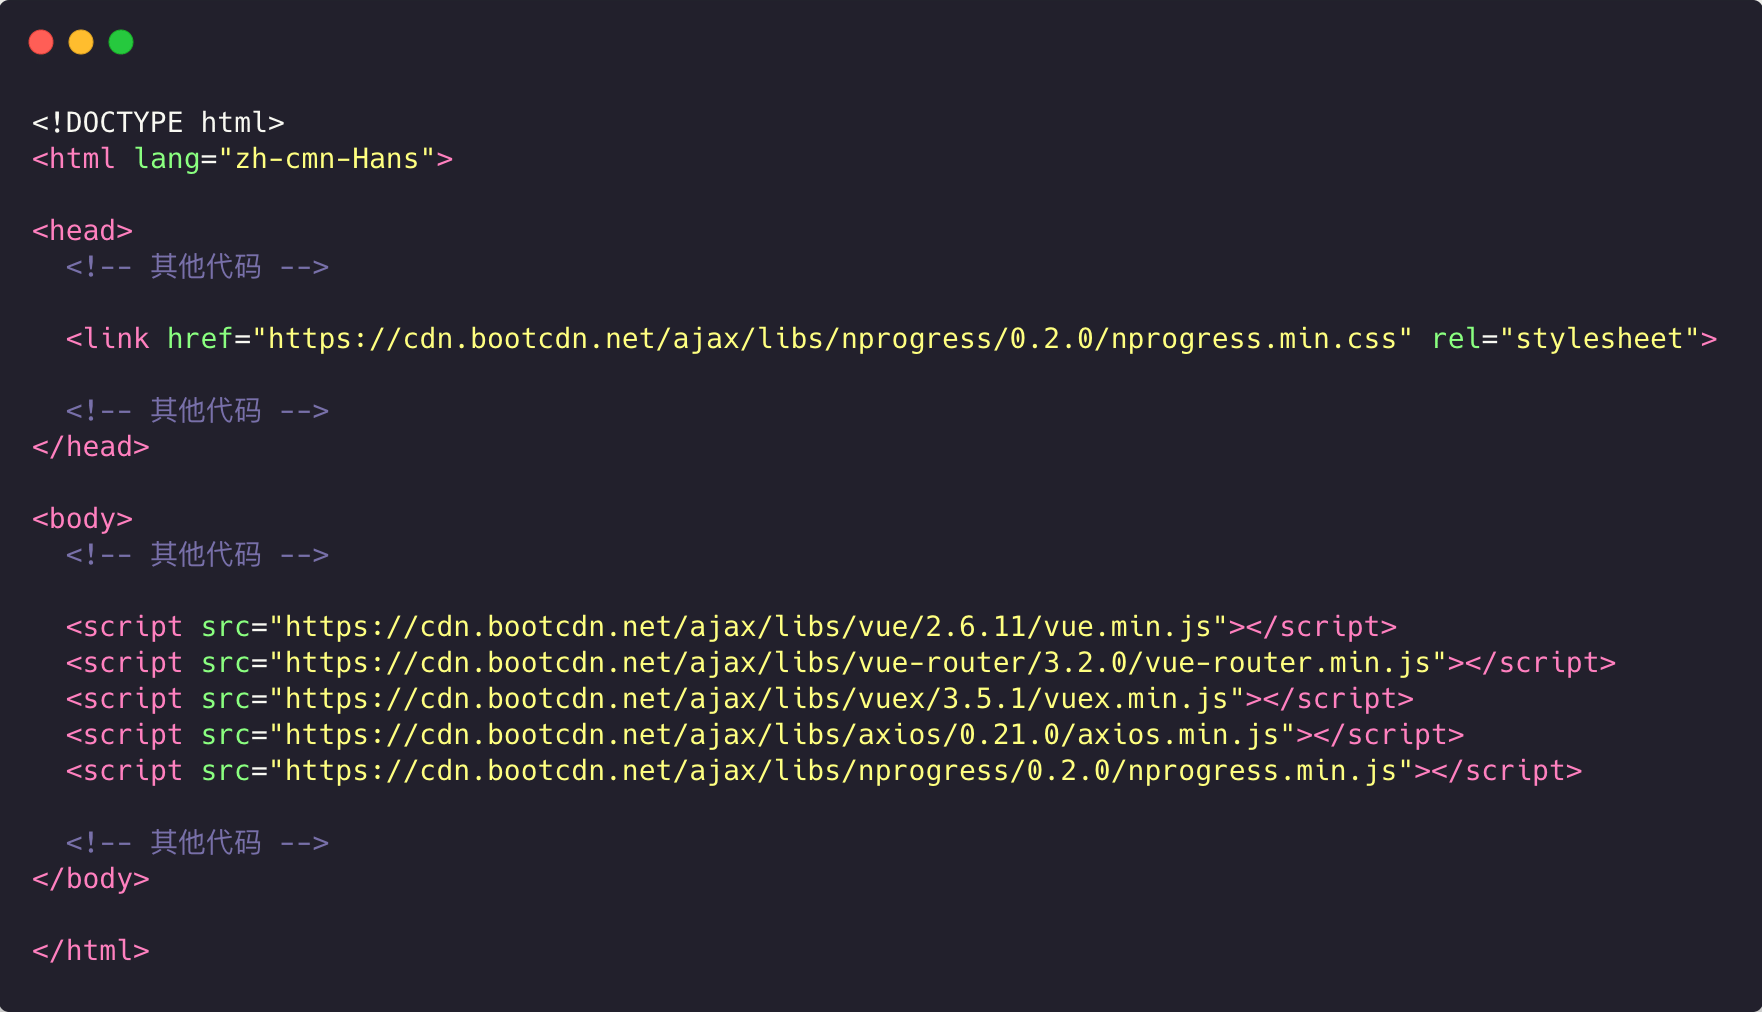 <!DOCTYPE html>
<html lang="zh-cmn-Hans">
<head>
<!-- 其他代码 -->
<link href="https://cdn.bootcdn.net/ajax/libs/nprogress/0.2.0/nprogress.min.css" rel="stylesheet">
<!-- 其他代码 -->
</head>
<body>
<!-- 其他代码 -->
<script src="https://cdn.bootcdn.net/ajax/libs/vue/2.6.11/vue.min.js"></script>
<script src="https://cdn.bootcdn.net/ajax/libs/vue-router/3.2.0/vue-router.min.js"></script>
<script src="https://cdn.bootcdn.net/ajax/libs/vuex/3.5.1/vuex.min.js"></script>
<script src="https://cdn.bootcdn.net/ajax/libs/axios/0.21.0/axios.min.js"></script>
<script src="https://cdn.bootcdn.net/ajax/libs/nprogress/0.2.0/nprogress.min.js"></script>
<!-- 其他代码 -->
</body>
</html>